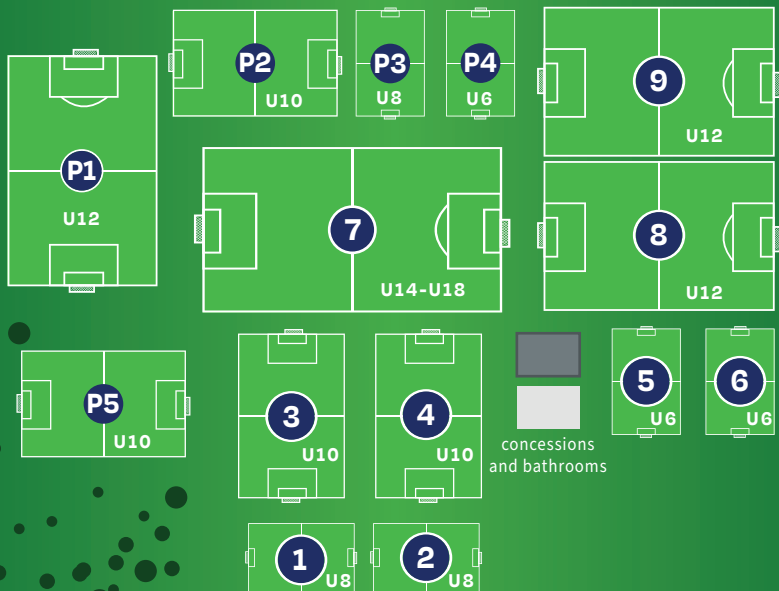 P1
U12
P2
U10
P3
U8
P4
U6
9
U12
7
U14-U18
8
U12
P5
U10
3
U10
4
U10
concessions
and bathrooms
5
U6
6
U6
1
U8
2
U8